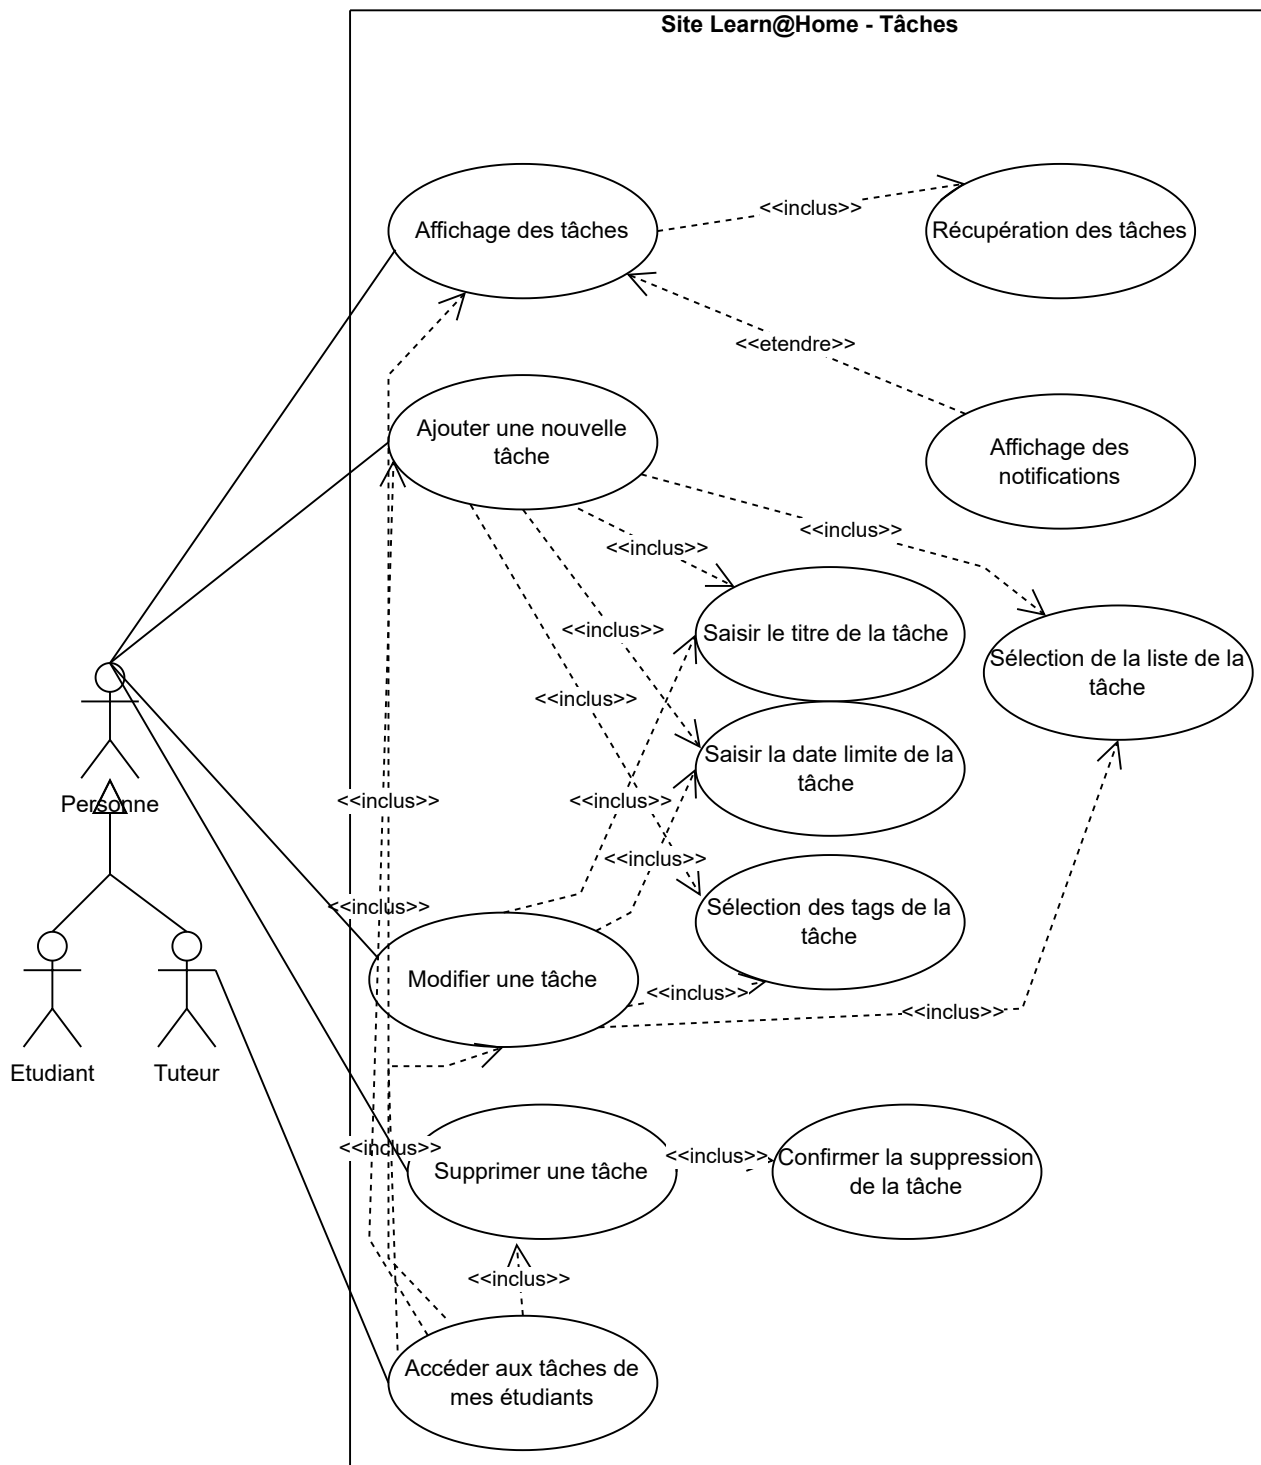 Site Learn@Home - Tâches
<<inclus>>
Affichage des tâches
Récupération des tâches
<<etendre>>
Ajouter une nouvelle
tâche
Affichage des
notifications
<<inclus>>
<<inclus>>
<<inclus>>
Saisir le titre de la tâche
Sélection de la liste de la
tâche
<<inclus>>
Saisir la date limite de la
tâche
Personne
<<inclus>>
<<inclus>>
<<inclus>>
<<inclus>>
Sélection des tags de la
tâche
Modifier une tâche
<<inclus>>
<<inclus>>
Etudiant
Tuteur
<<inclus>>
Supprimer une tâche
<<inclus>>
Confirmer la suppression
de la tâche
<<inclus>>
Accéder aux tâches de
mes étudiants